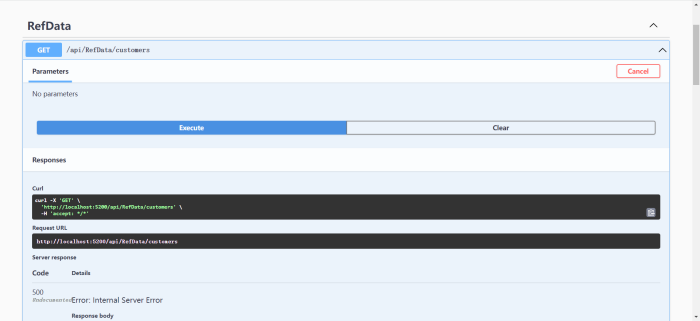 RefData
GET /api/RefData/customers
Parameters
Cancel
No parameters
Execute
Clear
Responses
Curl
curl -X 'GET' \
'http://localhost:5200/api/RefData/customers' \
-H 'accept: */*'
Request URL
http://localhost:5200/api/RefData/customers
Server response
Code Details
500
Undocumented Error: Internal Server Error
Response body